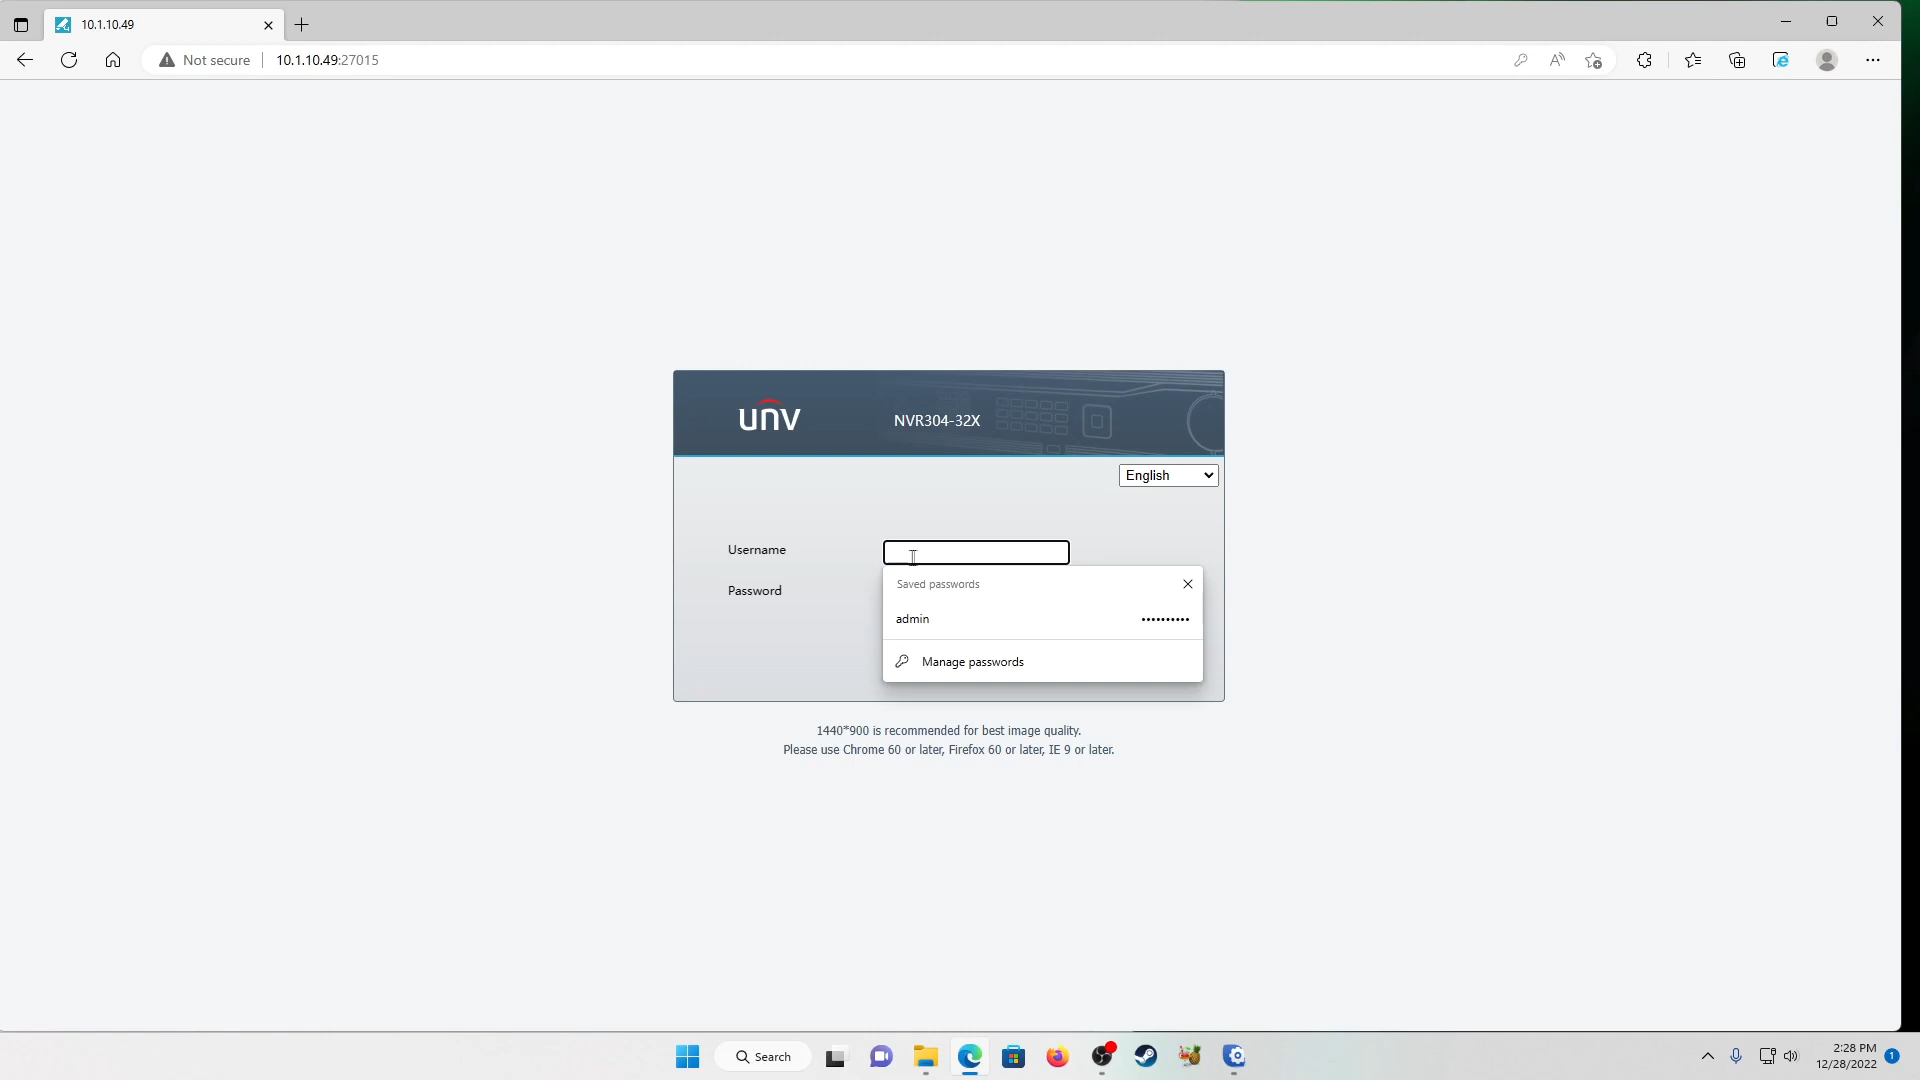 10.1.10.49
Not secure
10.1.10.49:27015
unv
NVR304-32X
English
Username
Password
Saved passwords
admin
••••••••••
Manage passwords
1440*900 is recommended for best image quality.
Please use Chrome 60 or later, Firefox 60 or later, IE 9 or later.
Search
2:28 PM
12/28/2022
1